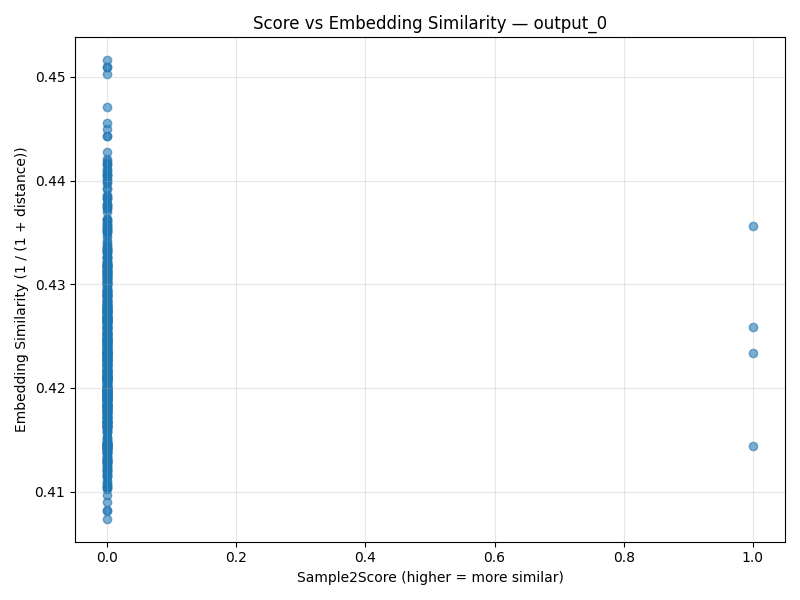 Score vs Embedding Similarity — output_0
Embedding Similarity (1 / (1 + distance))
0.45
0.44
0.43
0.42
0.41
0.0 0.2 0.4 0.6 0.8 1.0
Sample2Score (higher = more similar)